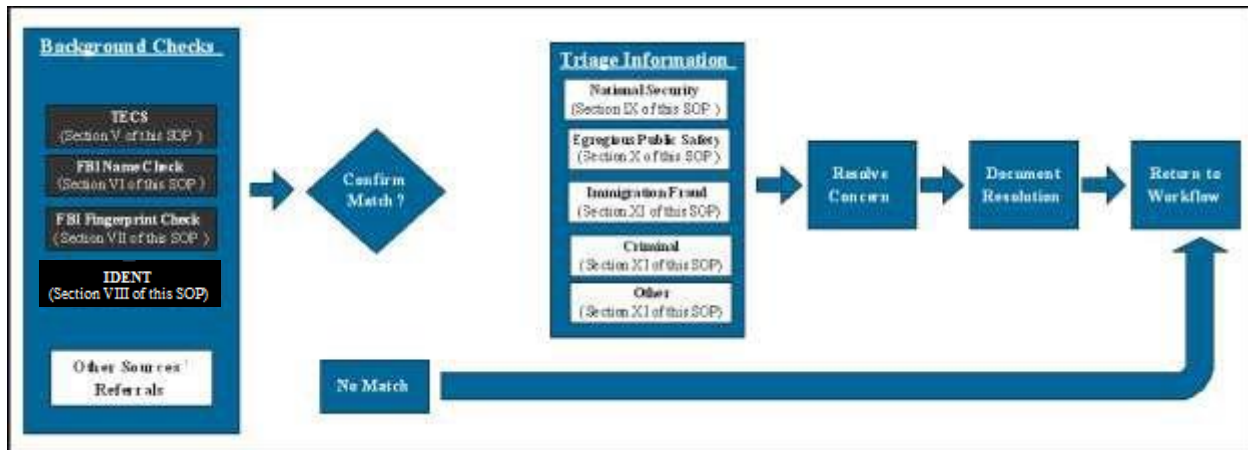 Background Checks
TECS
(Section V of this SOP )
FBI Name Check
(Section VI of this SOP )
FBI Fingerprint Check
(Section VII of this SOP )
IDENT
(Section VIII of this SOP)
Other Sources'
Referrals
Confirm
Match ?
No Match
Triage Information
National Security
(Section IX of this SOP )
Egregious Public Safety
(Section X of this SOP )
Immigration Fraud
(Section XI of this SOP)
Criminal
(Section XI of this SOP)
Other
(Section XI of this SOP)
Resolve
Concern
Document
Resolution
Return to
Workflow